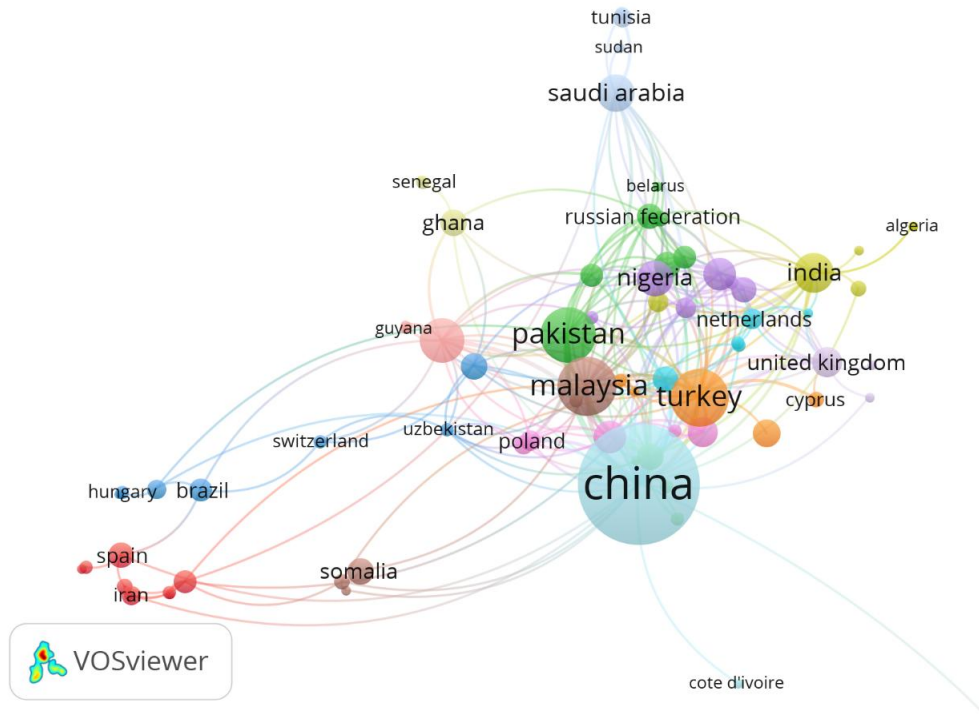 tunisia
sudan
saudi arabia
senegal
belarus
ghana
russian federation
algeria
nigeria
india
guyana
pakistan
netherlands
united kingdom
malaysia
turkey
cyprus
switzerland
uzbekistan
poland
china
hungary
brazil
spain
somalia
iran
VOSviewer
cote d'ivoire